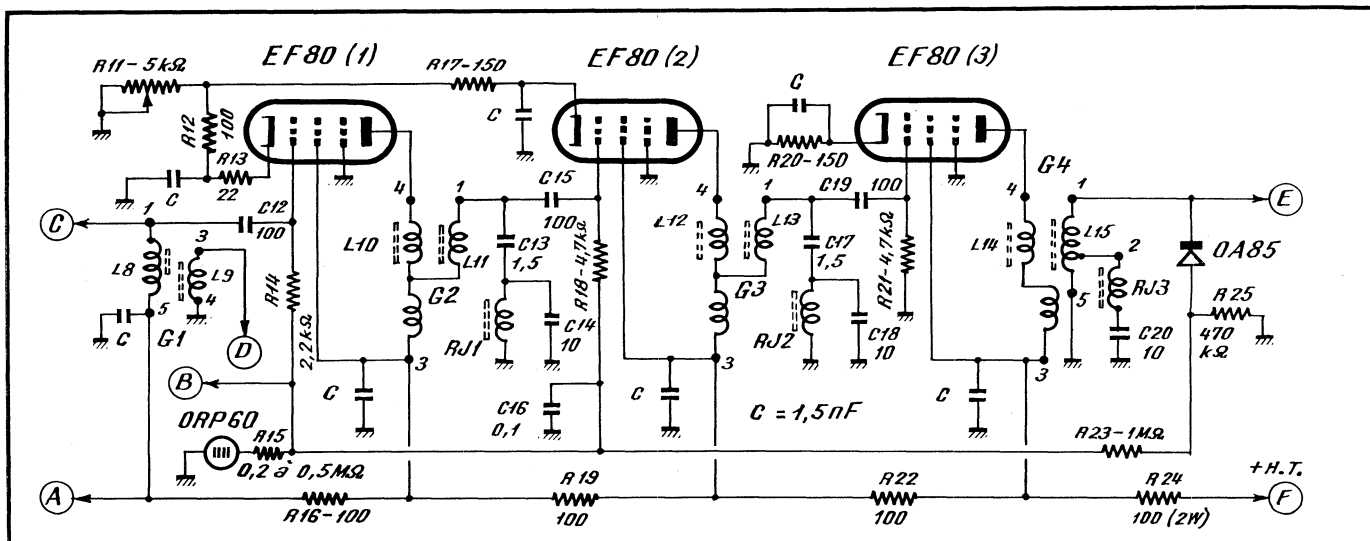 EF80 (1)
EF80 (2)
EF80 (3)
R11-5kΩ
R17-150
C
C
R12
100
R20-150
G4
R13
22
C
C15
100
C19
100
4
1
4
1
4
1
C
1
C12
100
E
L8
3
L9
4
5
C
G1
D
R14
2,2kΩ
L10
L11
G2
C13
1,5
RJ1
C14
10
3
R18-4,7kΩ
L12
L13
G3
C17
1,5
RJ2
C18
10
3
R21-4,7kΩ
L14
L15
2
RJ3
5
C20
10
3
OA85
R25
470
kΩ
B
C
C16
0,1
C
C = 1,5nF
C
ORP60
R15
0,2 à 0,5MΩ
R23-1MΩ
A
R16-100
R19
100
R22
100
R24
100 (2W)
+H.T.
F